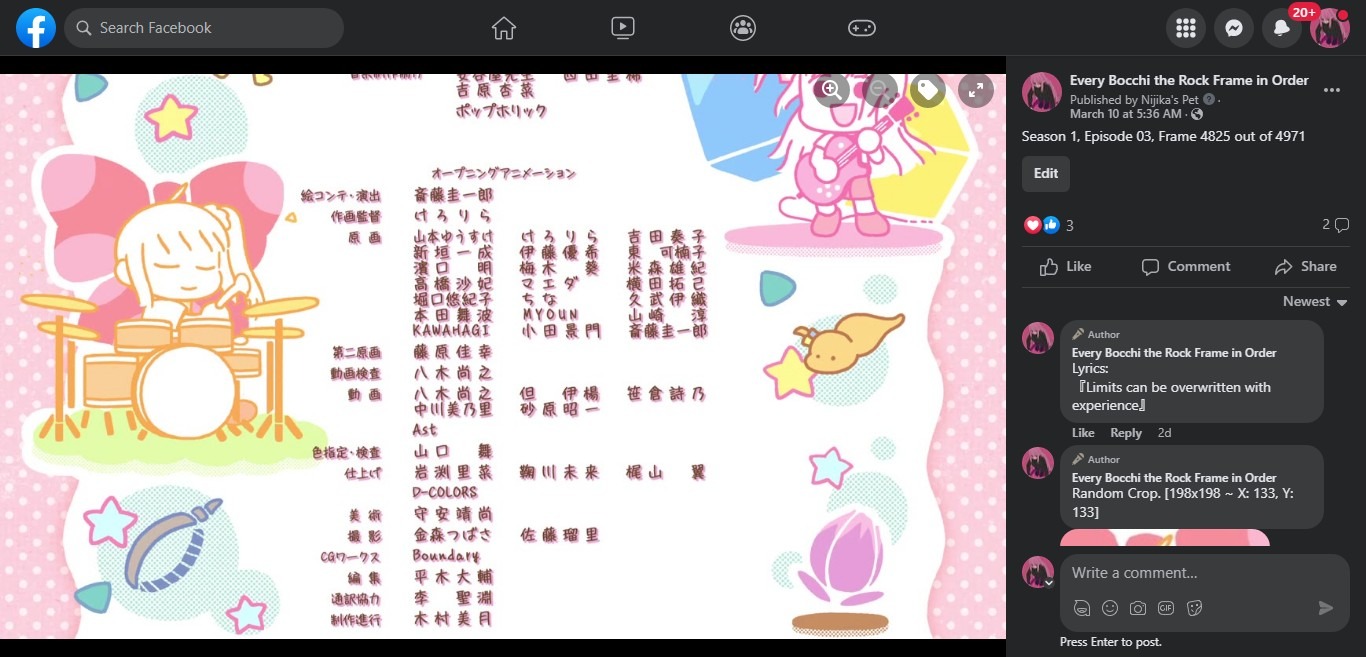 Search Facebook
20+
安谷屋光生 西田圭稀
吉原杏菜
ポップホリック
オープニングアニメーション
絵コンテ・演出 斎藤圭一郎
作画監督 けろりら
原画 山本ゆうすけ けろりら 吉田奏子
新垣一成 伊藤優希 東 可楠子
濱口 明 梅木 葵 米森雄紀
高橋沙妃 マエダ 横田拓己
堀口悠紀子 ちな 久武伊織
本田舞波 MYOUN 山崎 淳
KAWAHAGI 小田景門 斎藤圭一郎
第二原画 藤原佳幸
動画検査 八木尚之
動画 八木尚之 但 伊楊 笹倉詩乃
中川美乃里 砂原昭一
Ast
色指定・検査 山口 舞
仕上げ 岩渕里菜 鞠川未来 梶山 翼
D-COLORS
美術 守安靖尚
撮影 金森つばさ 佐藤瑠里
CGワークス Boundary
編集 平木大輔
通訳協力 李 聖淵
制作進行 木村美月
Every Bocchi the Rock Frame in Order
Published by Nijika's Pet ·
March 10 at 5:36 AM ·
Season 1, Episode 03, Frame 4825 out of 4971
Edit
3 2
Like Comment Share
Newest
Author
Every Bocchi the Rock Frame in Order
Lyrics:
『Limits can be overwritten with
experience』
Like Reply 2d
Author
Every Bocchi the Rock Frame in Order
Random Crop. [198x198 ~ X: 133, Y:
133]
Write a comment...
GIF
Press Enter to post.